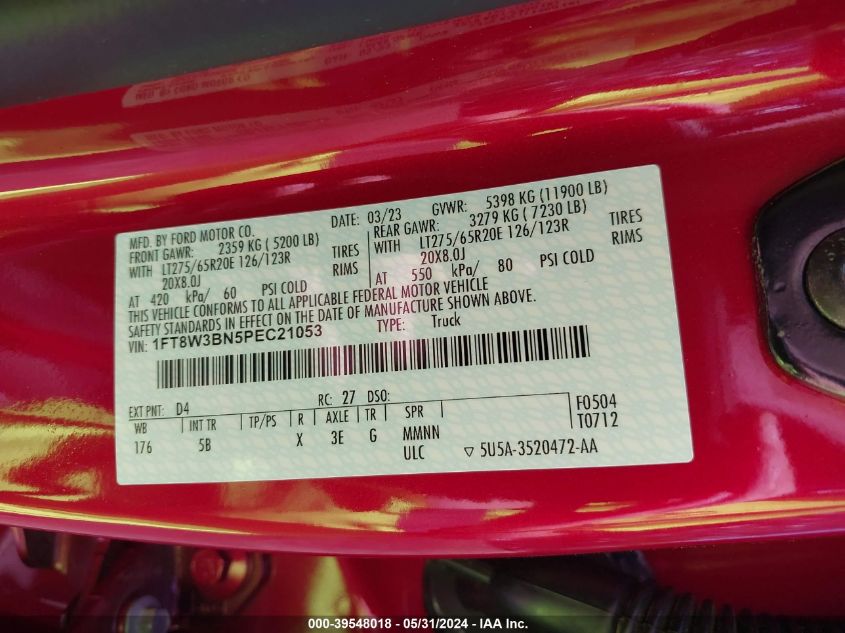 MFD. BY FORD MOTOR CO.
DATE: 03/23 GVWR: 5398 KG (11900 LB)
FRONT GAWR: 2359 KG ( 5200 LB) REAR GAWR: 3279 KG ( 7230 LB)
WITH LT275/65R20E 126/123R TIRES WITH LT275/65R20E 126/123R TIRES
20X8.0J RIMS 20X8.0J RIMS
AT 420 kPa/ 60 PSI COLD AT 550 kPa/ 80 PSI COLD
THIS VEHICLE CONFORMS TO ALL APPLICABLE FEDERAL MOTOR VEHICLE
SAFETY STANDARDS IN EFFECT ON THE DATE OF MANUFACTURE SHOWN ABOVE.
VIN: 1FT8W3BN5PEC21053 TYPE: Truck
EXT PNT: D4 RC: 27 DSO: F0504
WB INT TR TP/PS R AXLE TR SPR T0712
176 5B X 3E G MMNN
ULC ▽ 5U5A-3520472-AA
000-39548018 - 05/31/2024 - IAA Inc.